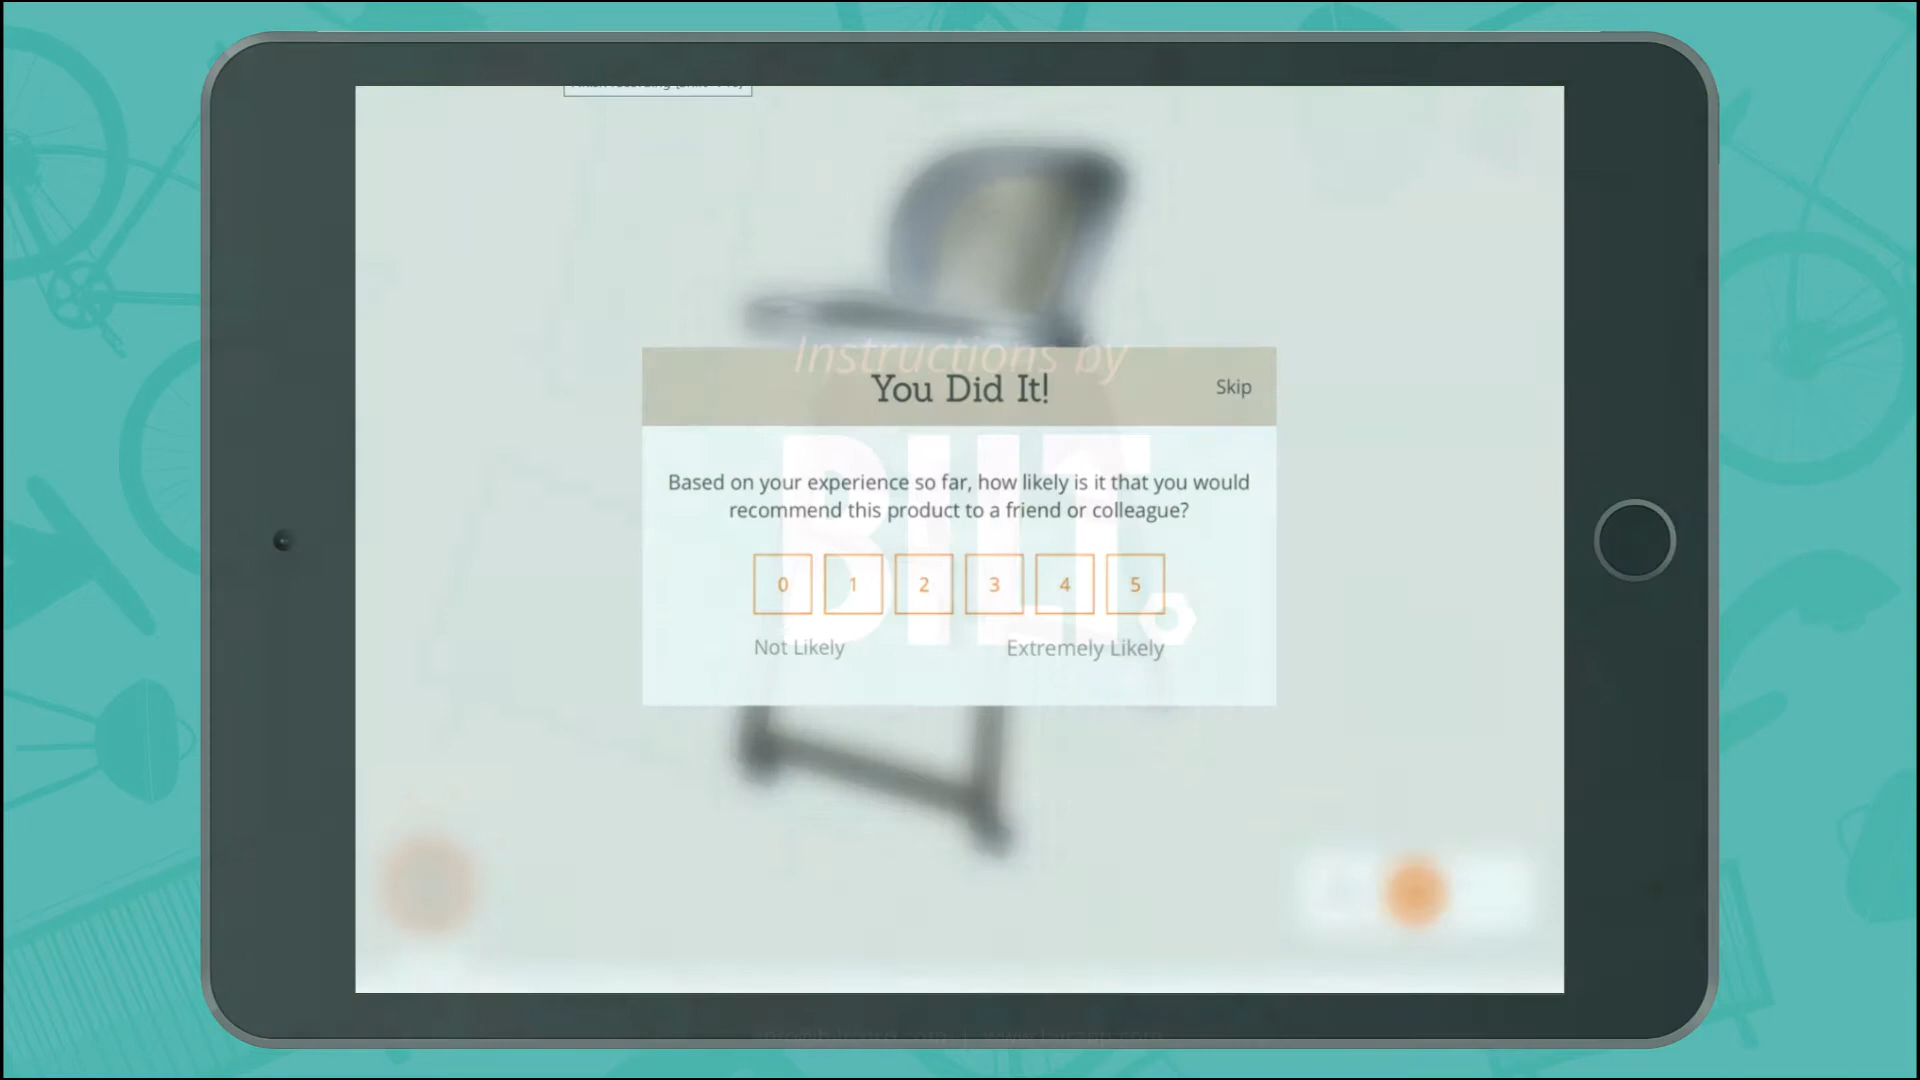 Instructions by
You Did It!
Skip
BILT
Based on your experience so far, how likely is it that you would
recommend this product to a friend or colleague?
0 1 2 3 4 5
Not Likely
Extremely Likely